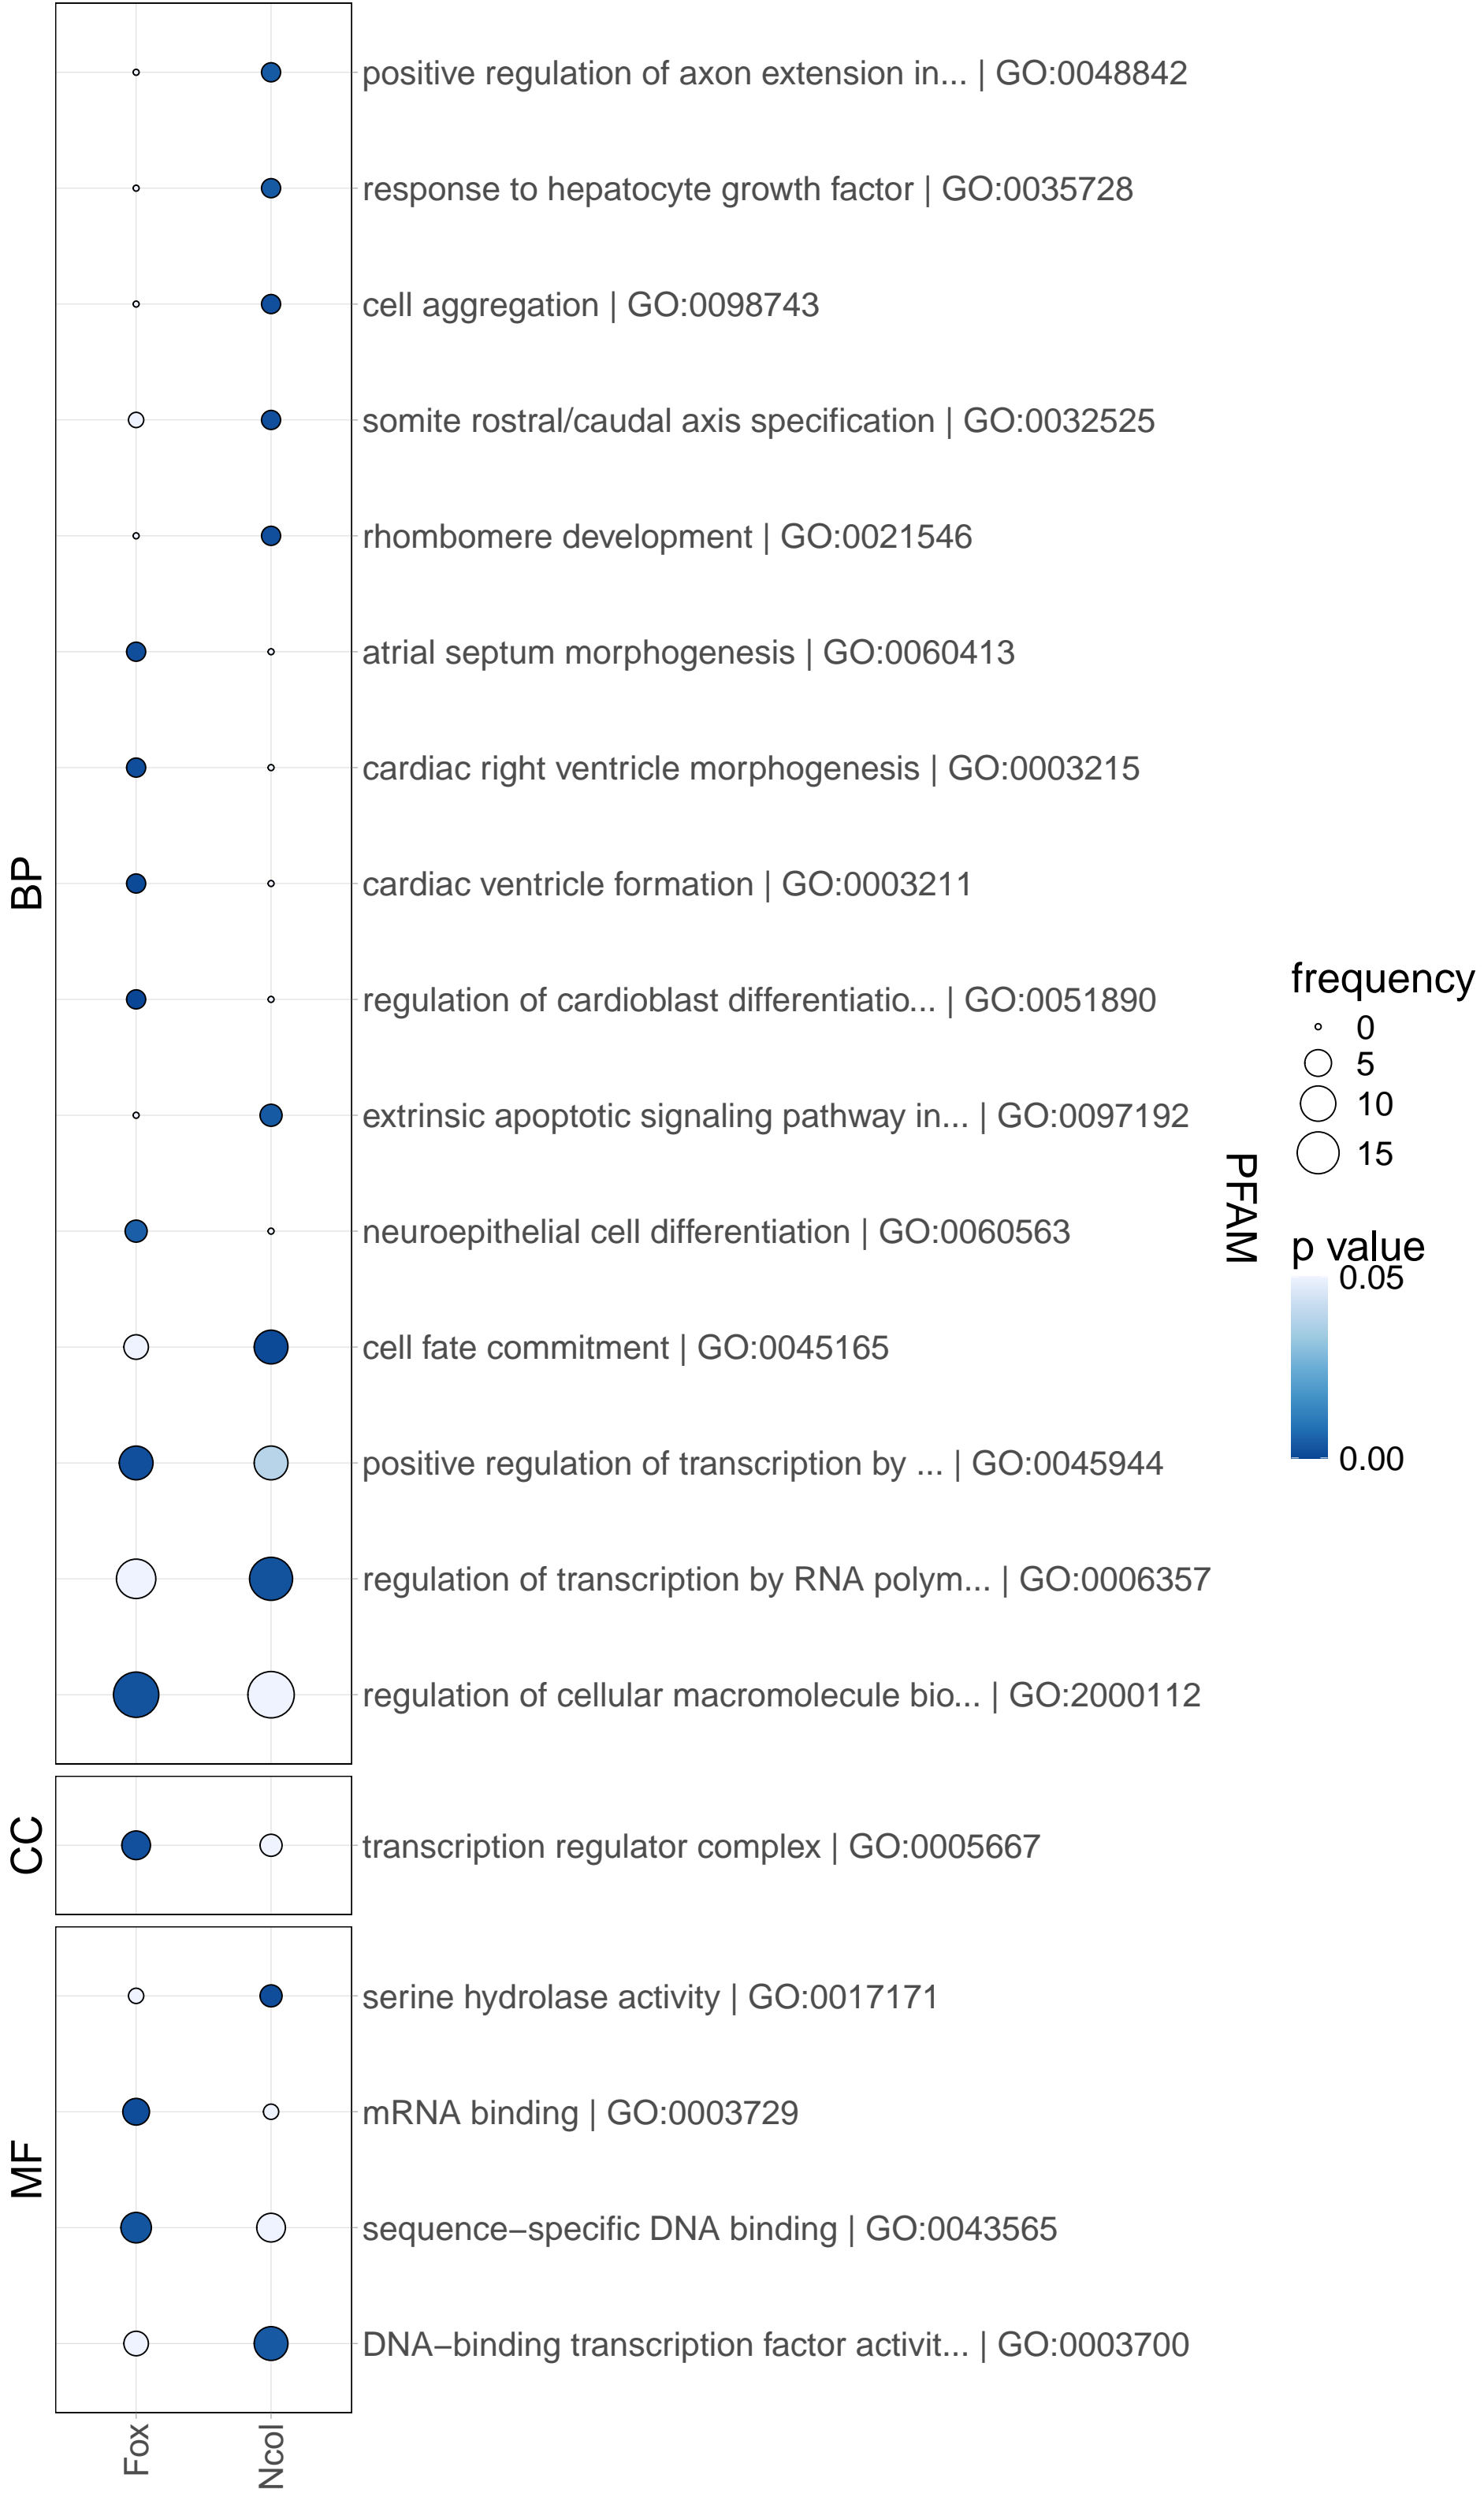 BP
positive regulation of axon extension in... | GO:0048842
response to hepatocyte growth factor | GO:0035728
cell aggregation | GO:0098743
somite rostral/caudal axis specification | GO:0032525
rhombomere development | GO:0021546
atrial septum morphogenesis | GO:0060413
cardiac right ventricle morphogenesis | GO:0003215
cardiac ventricle formation | GO:0003211
regulation of cardioblast differentiatio... | GO:0051890
extrinsic apoptotic signaling pathway in... | GO:0097192
neuroepithelial cell differentiation | GO:0060563
cell fate commitment | GO:0045165
positive regulation of transcription by ... | GO:0045944
regulation of transcription by RNA polym... | GO:0006357
regulation of cellular macromolecule bio... | GO:2000112
CC
transcription regulator complex | GO:0005667
MF
serine hydrolase activity | GO:0017171
mRNA binding | GO:0003729
sequence−specific DNA binding | GO:0043565
DNA−binding transcription factor activit... | GO:0003700
Fox
Ncol
PFAM
frequency
0
5
10
15
p value
0.05
0.00